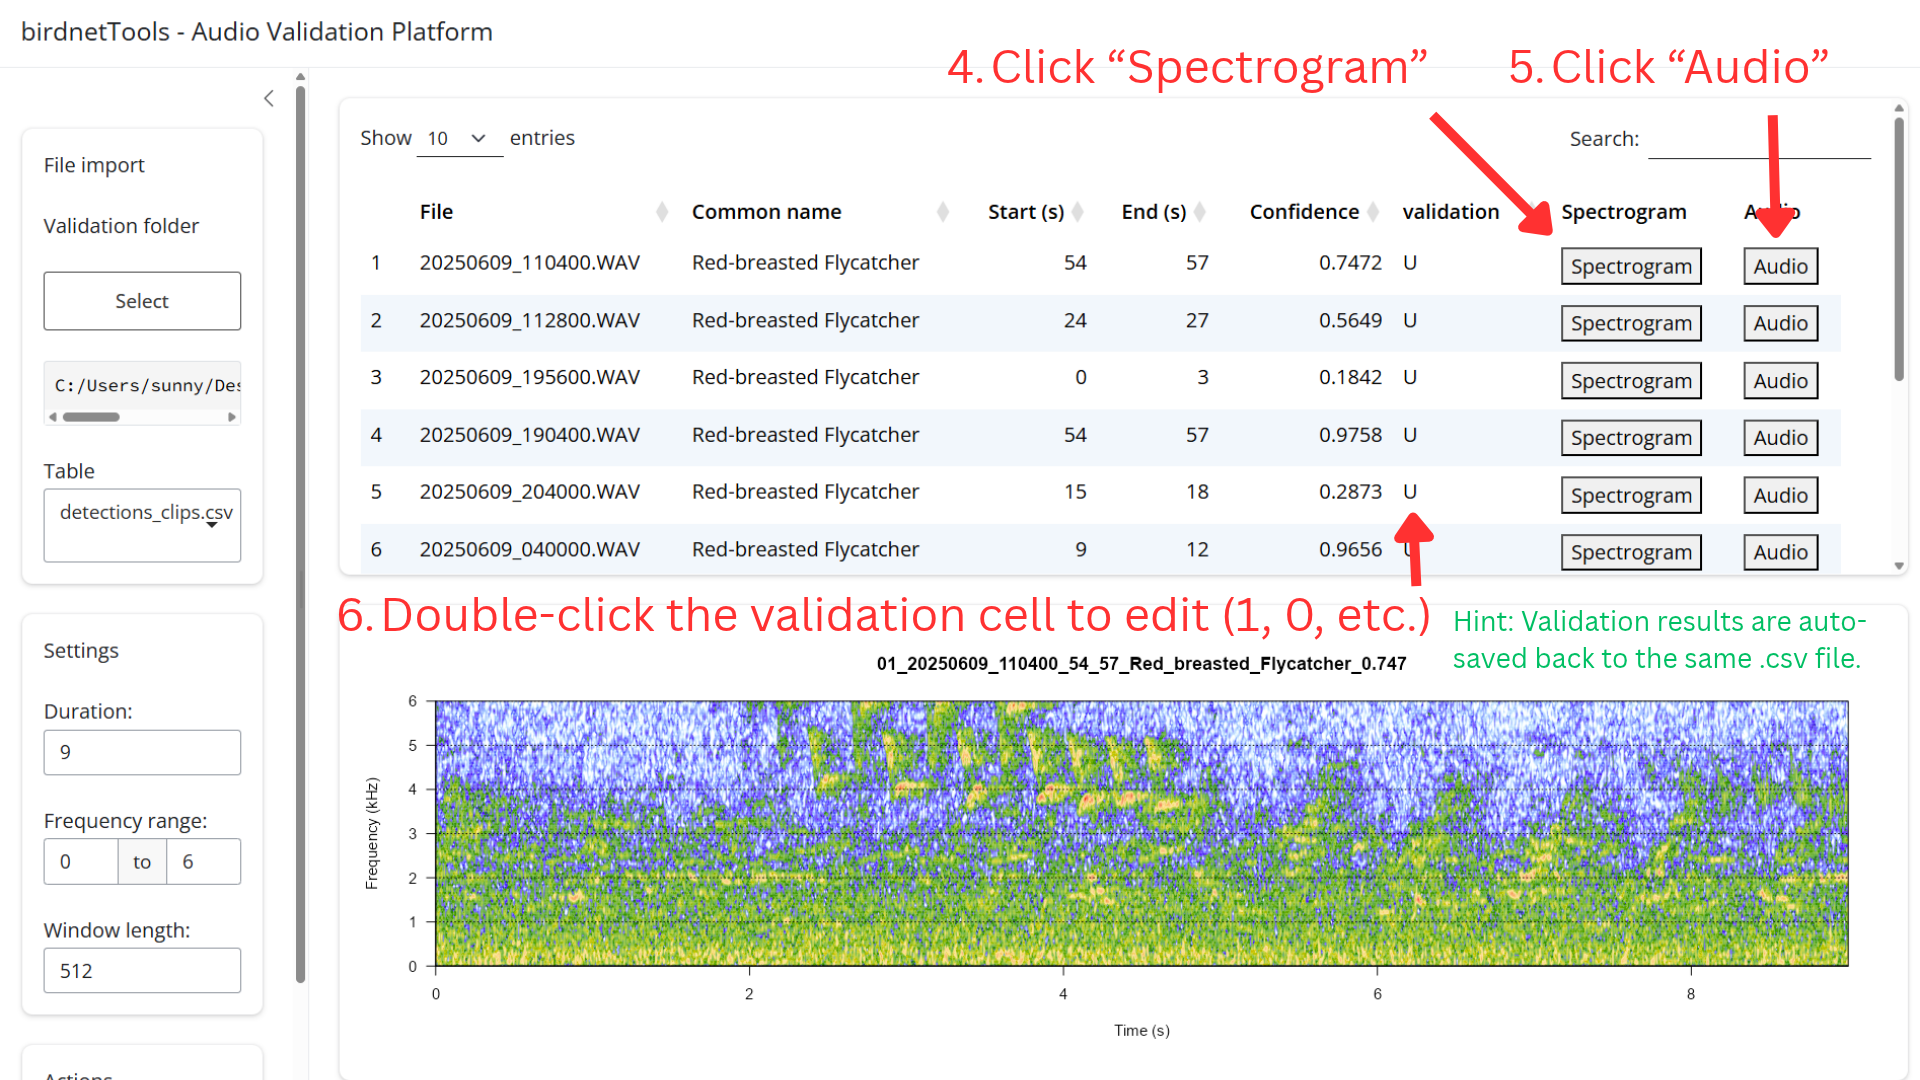 birdnetTools - Audio Validation Platform
4. Click “Spectrogram”
5. Click “Audio”
File import
Validation folder
Select
C:/Users/sunny/Des
Table
detections_clips.csv
Settings
Duration:
9
Frequency range:
0 to 6
Window length:
512
Actions
Show 10 entries
Search:
File Common name Start (s) End (s) Confidence validation Spectrogram Audio
1 20250609_110400.WAV Red-breasted Flycatcher 54 57 0.7472 U Spectrogram Audio
2 20250609_112800.WAV Red-breasted Flycatcher 24 27 0.5649 U Spectrogram Audio
3 20250609_195600.WAV Red-breasted Flycatcher 0 3 0.1842 U Spectrogram Audio
4 20250609_190400.WAV Red-breasted Flycatcher 54 57 0.9758 U Spectrogram Audio
5 20250609_204000.WAV Red-breasted Flycatcher 15 18 0.2873 U Spectrogram Audio
6 20250609_040000.WAV Red-breasted Flycatcher 9 12 0.9656 U Spectrogram Audio
6. Double-click the validation cell to edit (1, 0, etc.)
Hint: Validation results are auto-
saved back to the same .csv file.
01_20250609_110400_54_57_Red_breasted_Flycatcher_0.747
Frequency (kHz)
6
5
4
3
2
1
0
0 2 4 6 8
Time (s)